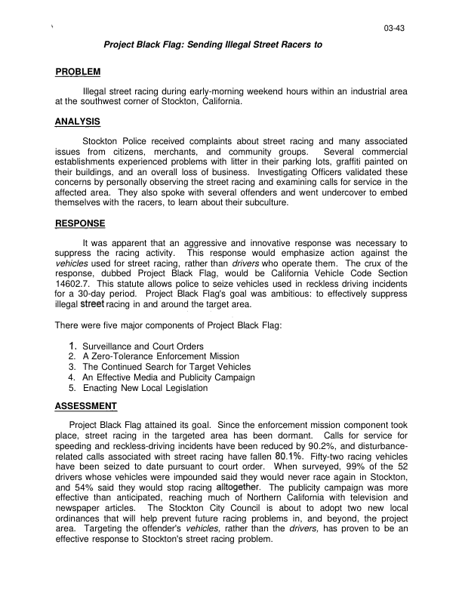 03-43
Project Black Flag: Sending Illegal Street Racers to
PROBLEM
Illegal street racing during early-morning weekend hours within an industrial area
at the southwest corner of Stockton, California.
ANALYSIS
Stockton Police received complaints about street racing and many associated
issues from citizens, merchants, and community groups. Several commercial
establishments experienced problems with litter in their parking lots, graffiti painted on
their buildings, and an overall loss of business. Investigating Officers validated these
concerns by personally observing the street racing and examining calls for service in the
affected area. They also spoke with several offenders and went undercover to embed
themselves with the racers, to learn about their subculture.
RESPONSE
It was apparent that an aggressive and innovative response was necessary to
suppress the racing activity. This response would emphasize action against the
vehicles used for street racing, rather than drivers who operate them. The crux of the
response, dubbed Project Black Flag, would be California Vehicle Code Section
14602.7. This statute allows police to seize vehicles used in reckless driving incidents
for a 30-day period. Project Black Flag's goal was ambitious: to effectively suppress
illegal street racing in and around the target area.
There were five major components of Project Black Flag:
1. Surveillance and Court Orders
2. A Zero-Tolerance Enforcement Mission
3. The Continued Search for Target Vehicles
4. An Effective Media and Publicity Campaign
5. Enacting New Local Legislation
ASSESSMENT
Project Black Flag attained its goal. Since the enforcement mission component took
place, street racing in the targeted area has been dormant. Calls for service for
speeding and reckless-driving incidents have been reduced by 90.2%, and disturbance-
related calls associated with street racing have fallen 80.1%. Fifty-two racing vehicles
have been seized to date pursuant to court order. When surveyed, 99% of the 52
drivers whose vehicles were impounded said they would never race again in Stockton,
and 54% said they would stop racing alltogether. The publicity campaign was more
effective than anticipated, reaching much of Northern California with television and
newspaper articles. The Stockton City Council is about to adopt two new local
ordinances that will help prevent future racing problems in, and beyond, the project
area. Targeting the offender's vehicles, rather than the drivers, has proven to be an
effective response to Stockton's street racing problem.